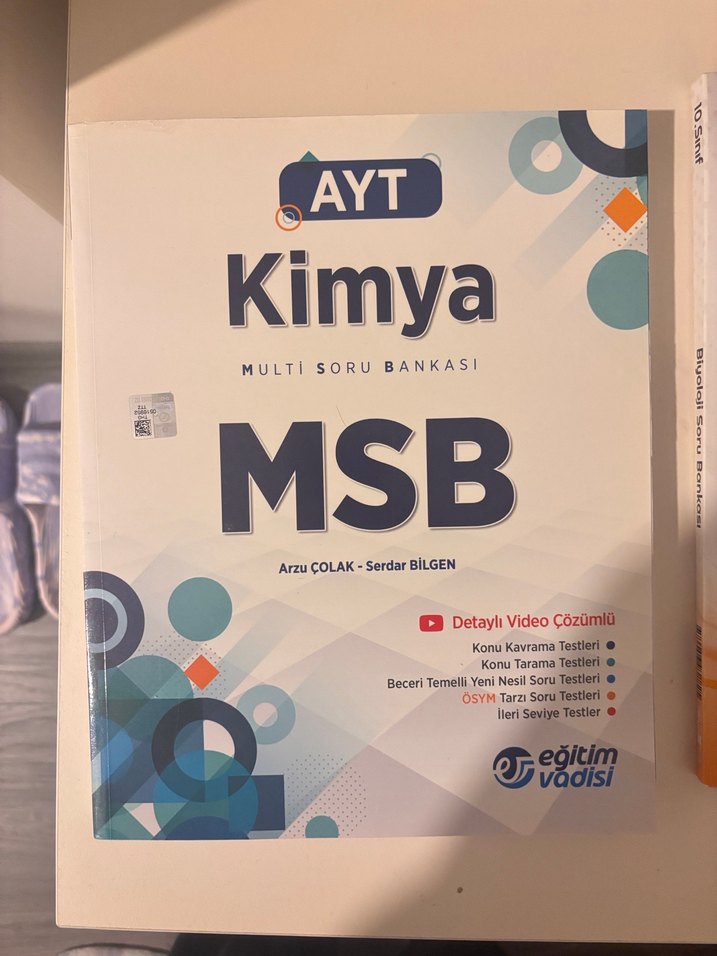 AYT
Kimya
MULTİ SORU BANKASI
MSB
Arzu ÇOLAK - Serdar BİLGEN
Detaylı Video Çözümlü
Konu Kavrama Testleri
Konu Tarama Testleri
Beceri Temelli Yeni Nesil Soru Testleri
ÖSYM Tarzı Soru Testleri
İleri Seviye Testler
eğitim
vadisi
10.Sınıf
Biyoloji Soru Bankası